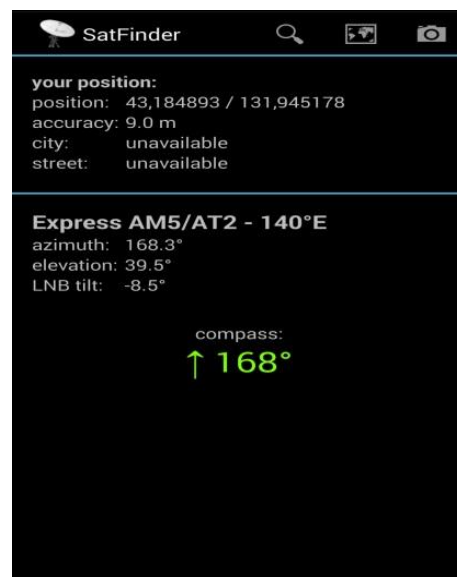 SatFinder
your position:
position: 43,184893 / 131,945178
accuracy: 9.0 m
city: unavailable
street: unavailable
Express AM5/AT2 - 140°E
azimuth: 168.3°
elevation: 39.5°
LNB tilt: -8.5°
compass:
↑ 168°